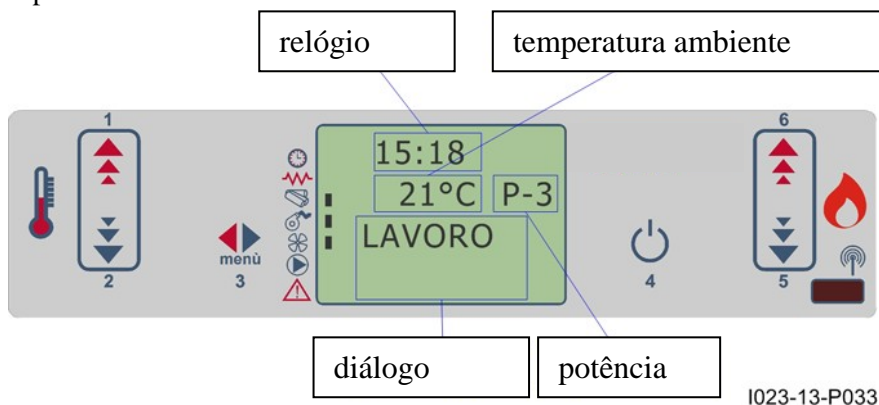 relógio
temperatura ambiente
1
6
15:18
21°C P-3
LAVORO
menù
2
3
4
5
diálogo
potência
I023-13-P033